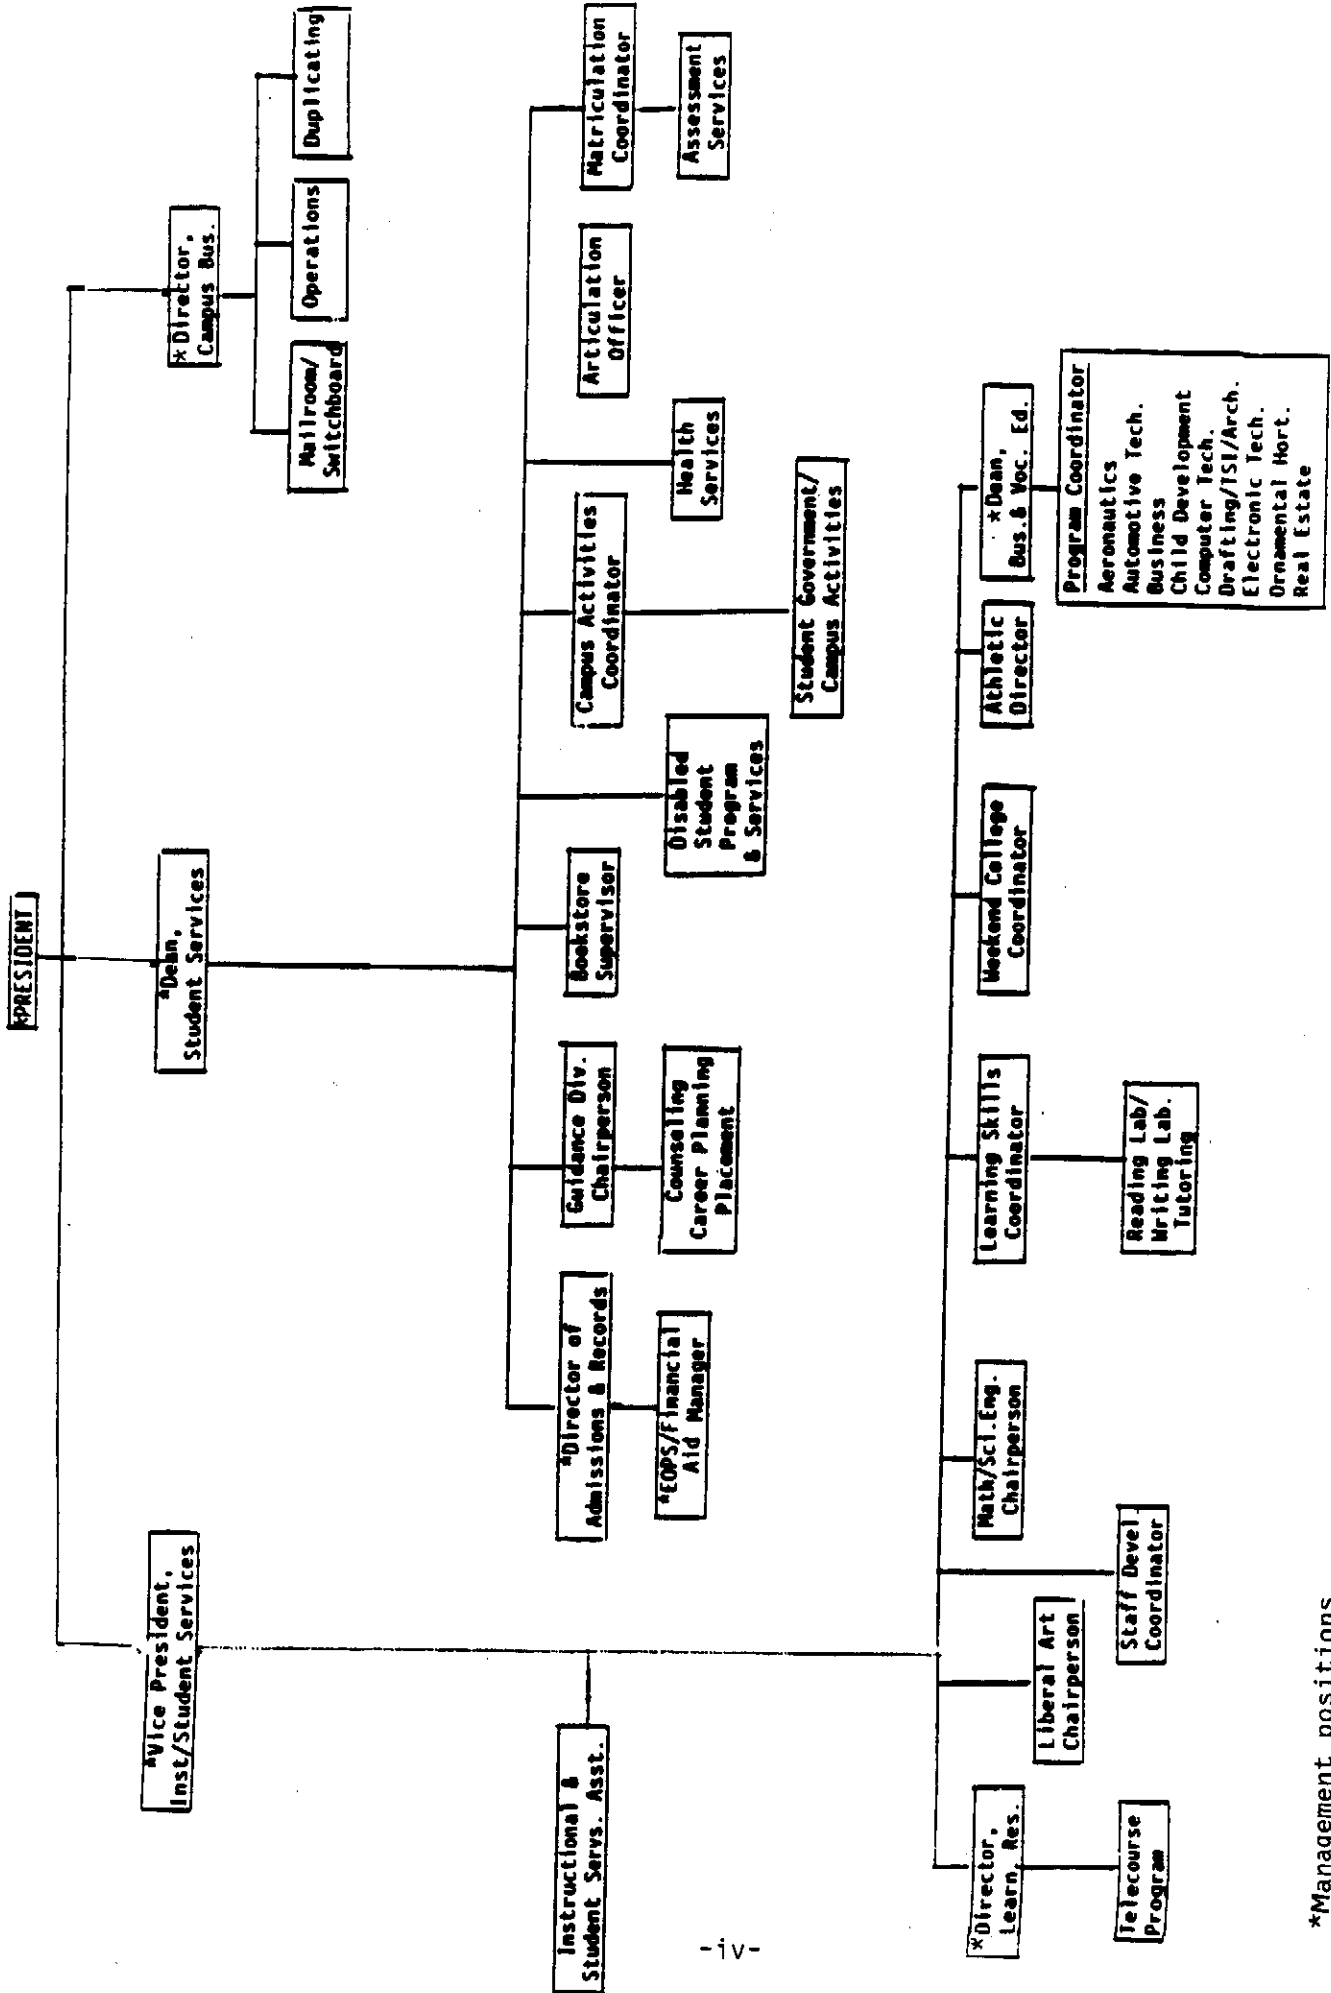 *PRESIDENT
*Vice President,
Inst/Student Services
*Dean,
Student Services
*Director,
Campus Bus.
Mailroom/
Switchboard
Operations
Duplicating
Instructional &
Student Servs. Asst.
*Director of
Admissions & Records
*EOPS/Financial
Aid Manager
Guidance Div.
Chairperson
Counseling
Career Planning
Placement
Bookstore
Supervisor
Disabled
Student
Program
& Services
Campus Activities
Coordinator
Student Government/
Campus Activities
Health
Services
Articulation
Officer
Matriculation
Coordinator
Assessment
Services
*Director,
Learn. Res.
Telecourse
Program
Liberal Art
Chairperson
Staff Devel
Coordinator
Math/Sci.Eng.
Chairperson
Learning Skills
Coordinator
Reading Lab/
Writing Lab.
Tutoring
Weekend College
Coordinator
Athletic
Director
*Dean,
Bus.& Voc. Ed.
Program Coordinator
Aeronautics
Automotive Tech.
Business
Child Development
Computer Tech.
Drafting/TSI/Arch.
Electronic Tech.
Ornamental Hort.
Real Estate
*Management positions
-iv-